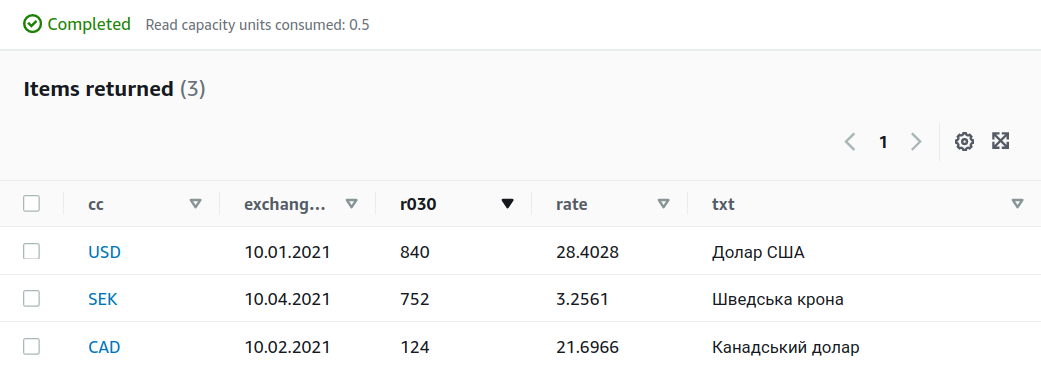 Completed Read capacity units consumed: 0.5
Items returned (3)
1
cc exchang... r030 rate txt
USD 10.01.2021 840 28.4028 Долар США
SEK 10.04.2021 752 3.2561 Шведська крона
CAD 10.02.2021 124 21.6966 Канадський долар